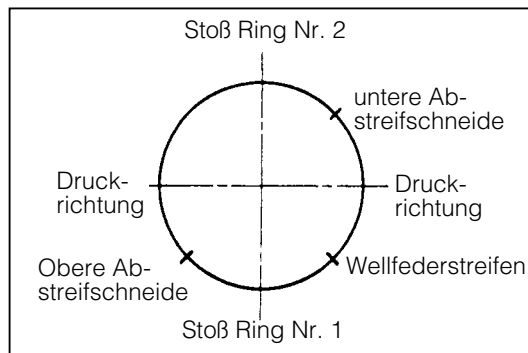 Stoß Ring Nr. 2
untere Ab-
streifschneide
Druck-
richtung
Druck-
richtung
Obere Ab-
streifschneide
Wellfederstreifen
Stoß Ring Nr. 1